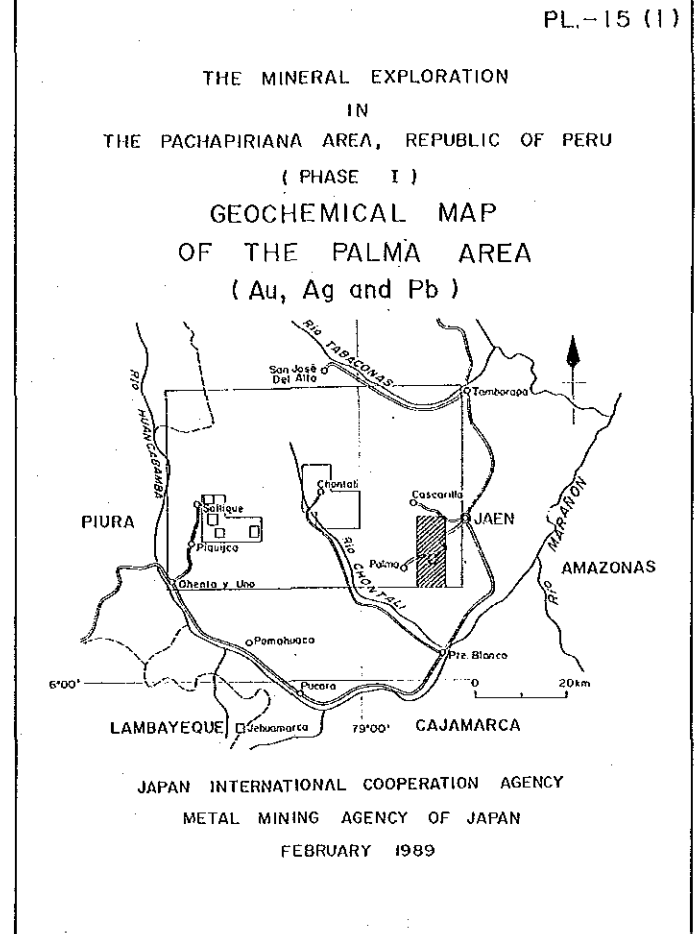 PL.-15 (1)
THE MINERAL EXPLORATION
IN
THE PACHAPIRIANA AREA, REPUBLIC OF PERU
( PHASE I )
GEOCHEMICAL MAP
OF THE PALMA AREA
( Au, Ag and Pb )
Rio TABACONAS
San José
Del Alto
Tamborapa
Rio HUANCABAMBA
Chontali
Cascarilla
Sallique
MARAÑON
PIURA
JAEN
Piquijca
Rio CHONTALI
Palma
AMAZONAS
Ohenta y Uno
Rio
Pomahuaca
Pte. Blanco
6°00'
Pucara
0 20km
LAMBAYEQUE
Jehuamarca
79°00'
CAJAMARCA
JAPAN INTERNATIONAL COOPERATION AGENCY
METAL MINING AGENCY OF JAPAN
FEBRUARY 1989